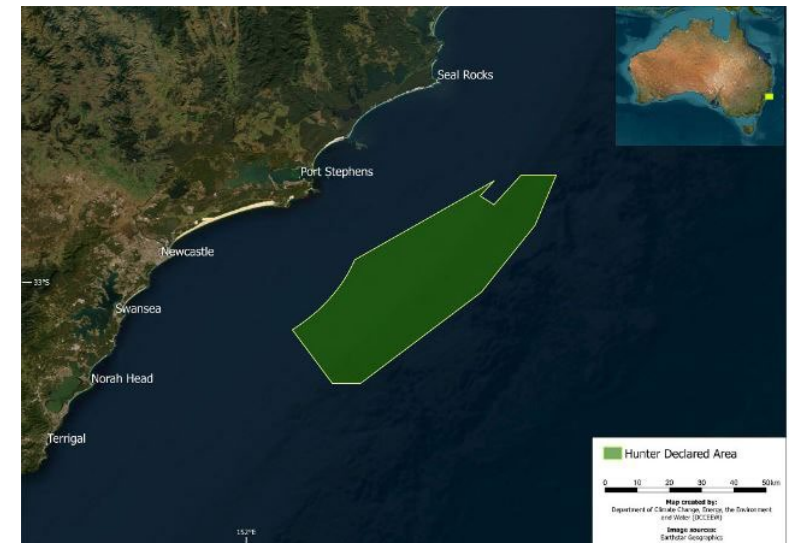 Seal Rocks
Port Stephens
Newcastle
33°S
Swansea
Norah Head
Terrigal
152°E
Hunter Declared Area
0 10 20 30 40 50km
Map created by:
Department of Climate Change, Energy, the Environment
and Water (DCCEEW)
Image sources:
Earthstar Geographics